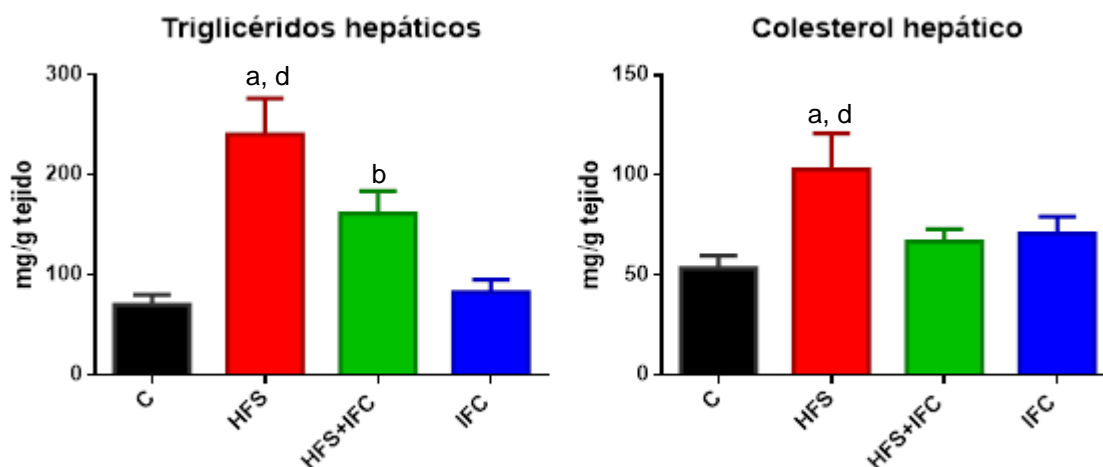 Triglicéridos hepáticos
mg/g tejido
300
200
100
0
a, d
b
C
HFS
HFS+IFC
IFC
Colesterol hepático
mg/g tejido
150
100
50
0
a, d
C
HFS
HFS+IFC
IFC